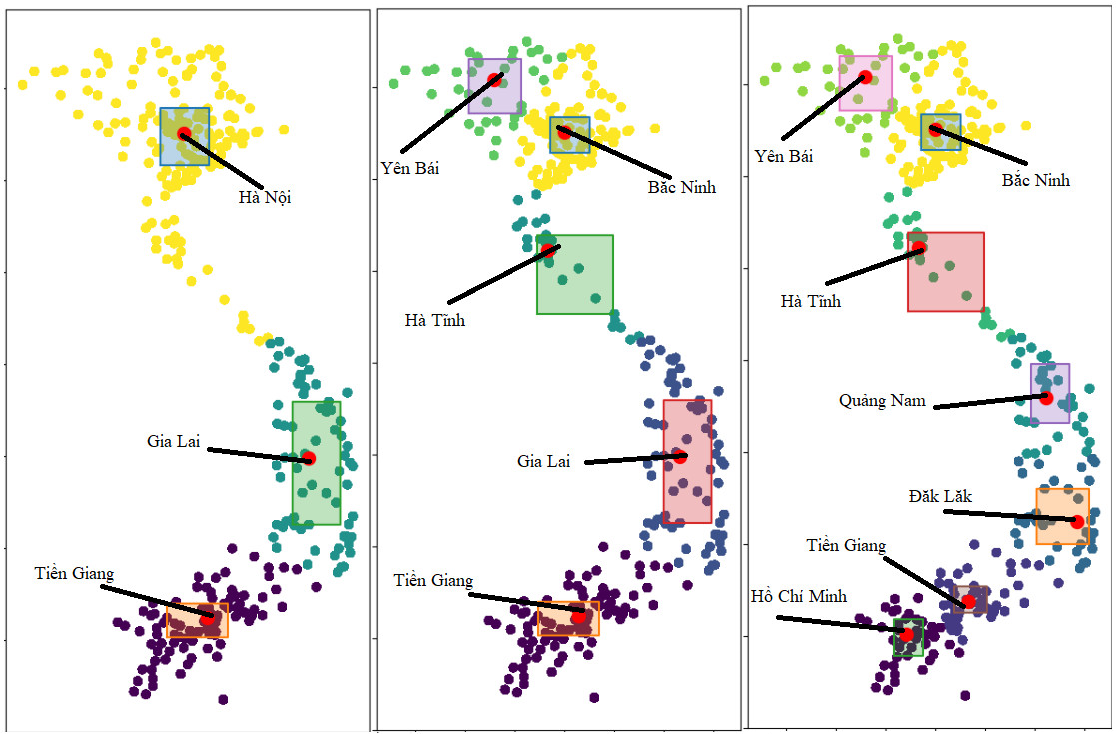 Hà Nội
Gia Lai
Tiền Giang
Yên Bái
Bắc Ninh
Hà Tĩnh
Gia Lai
Tiền Giang
Yên Bái
Bắc Ninh
Hà Tĩnh
Quảng Nam
Đăk Lăk
Tiền Giang
Hồ Chí Minh